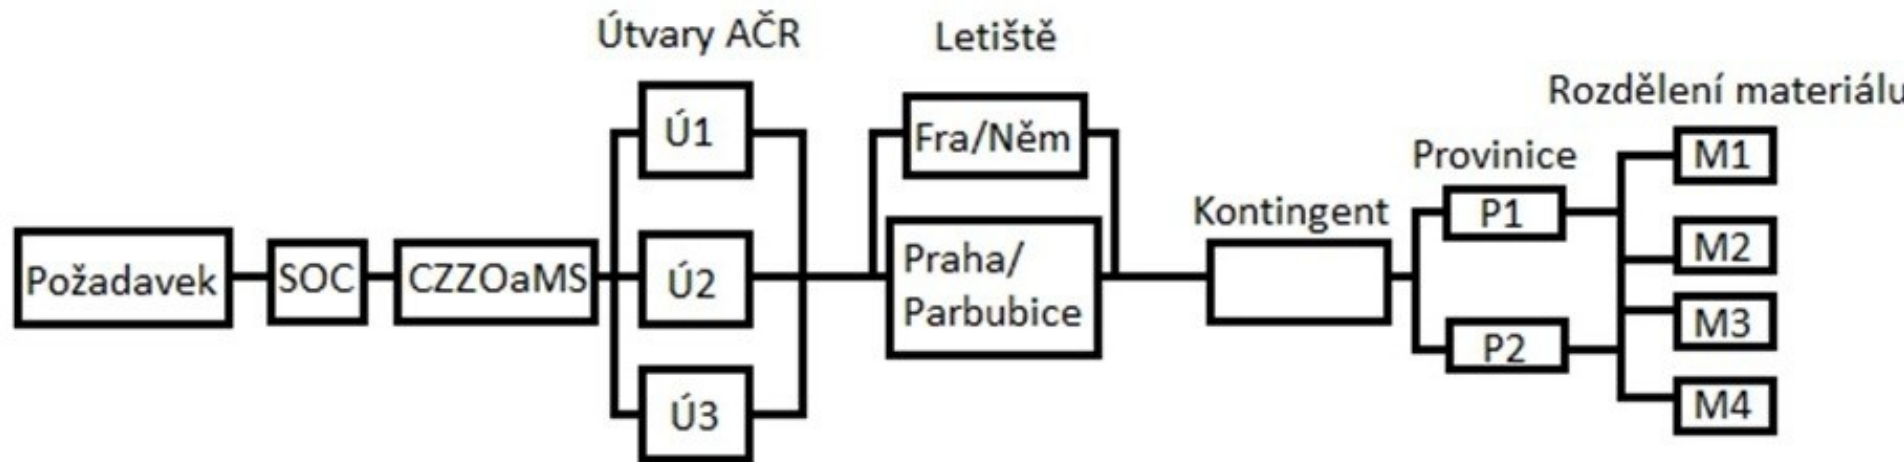 Útvary AČR
Letiště
Rozdělení materiálu
Ú1
Fra/Něm
Provinice
M1
Kontingent
P1
M2
Požadavek
SOC
CZZOaMS
Ú2
Praha/
Parbubice
M3
P2
Ú3
M4